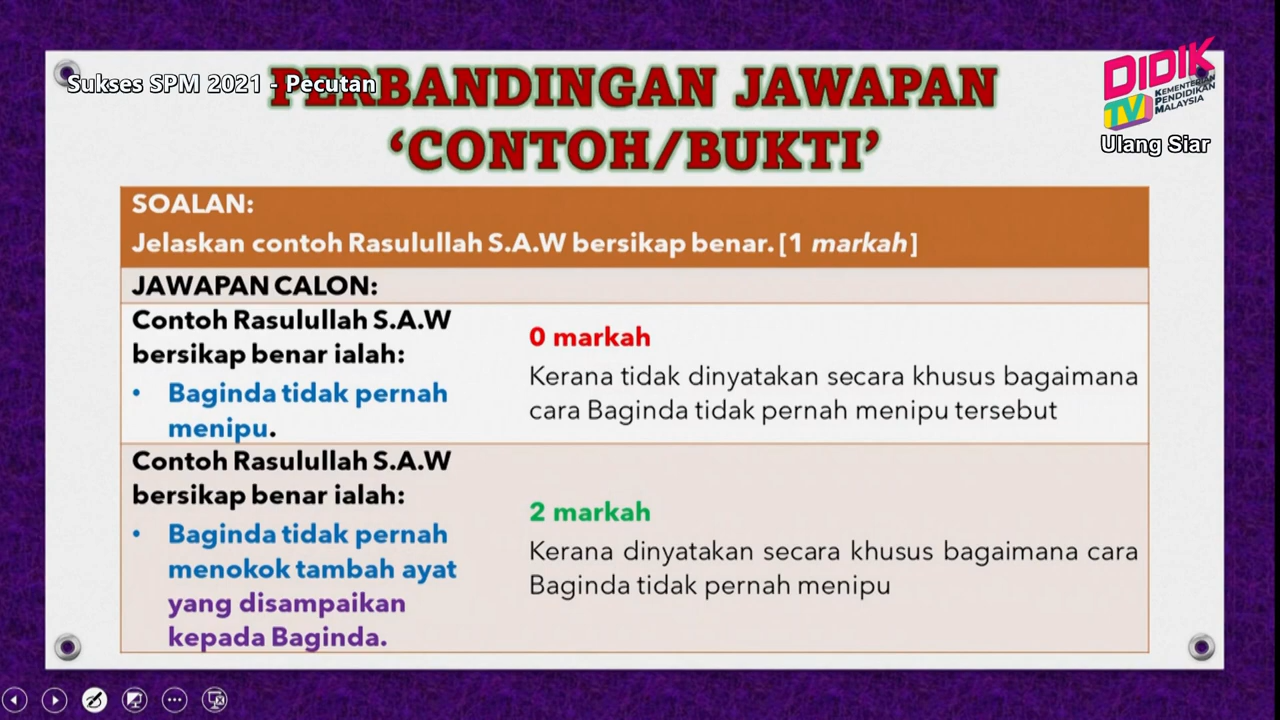 Sukses SPM 2021 - Pecutan
PERBANDINGAN JAWAPAN
‘CONTOH/BUKTI’
DIDIK
TV
KEMENTERIAN
PENDIDIKAN
MALAYSIA
Ulang Siar
SOALAN:
Jelaskan contoh Rasulullah S.A.W bersikap benar. [1 markah]
JAWAPAN CALON:
Contoh Rasulullah S.A.W
bersikap benar ialah:
• Baginda tidak pernah
menipu.
0 markah
Kerana tidak dinyatakan secara khusus bagaimana
cara Baginda tidak pernah menipu tersebut
Contoh Rasulullah S.A.W
bersikap benar ialah:
• Baginda tidak pernah
menokok tambah ayat
yang disampaikan
kepada Baginda.
2 markah
Kerana dinyatakan secara khusus bagaimana cara
Baginda tidak pernah menipu